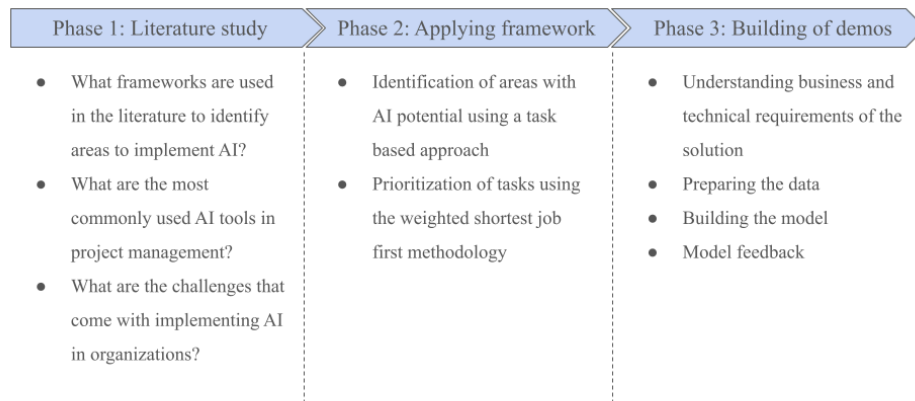 Phase 1: Literature study
Phase 2: Applying framework
Phase 3: Building of demos
● What frameworks are used
in the literature to identify
areas to implement AI?
● What are the most
commonly used AI tools in
project management?
● What are the challenges that
come with implementing AI
in organizations?
● Identification of areas with
AI potential using a task
based approach
● Prioritization of tasks using
the weighted shortest job
first methodology
● Understanding business and
technical requirements of the
solution
● Preparing the data
● Building the model
● Model feedback